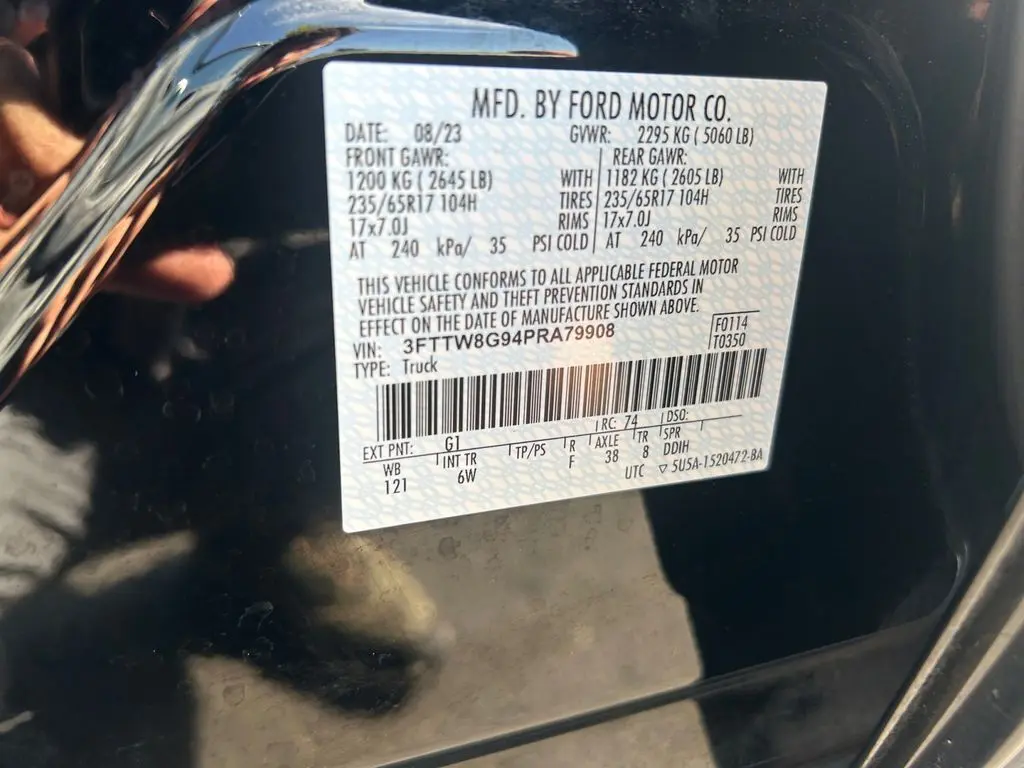 MFD. BY FORD MOTOR CO.
DATE: 08/23 GVWR: 2295 KG ( 5060 LB)
FRONT GAWR: REAR GAWR:
1200 KG ( 2645 LB) WITH 1182 KG ( 2605 LB) WITH
235/65R17 104H TIRES 235/65R17 104H TIRES
17x7.0J RIMS 17x7.0J RIMS
AT 240 kPa/ 35 PSI COLD AT 240 kPa/ 35 PSI COLD
THIS VEHICLE CONFORMS TO ALL APPLICABLE FEDERAL MOTOR
VEHICLE SAFETY AND THEFT PREVENTION STANDARDS IN
EFFECT ON THE DATE OF MANUFACTURE SHOWN ABOVE.
VIN: 3FTTW8G94PRA79908 F0114
TYPE: Truck T0350
EXT PNT: G1 RC: 74 DSO:
WB INT TR TP/PS R AXLE TR SPR
121 6W F 38 8 DDIH
UTC ▽ 5U5A-1520472-BA